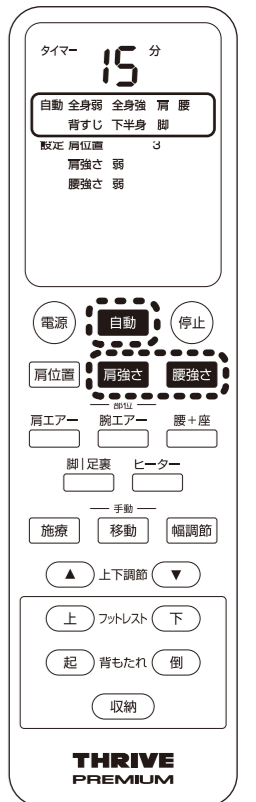 タイマー 15 分
自動 全身弱 全身強 肩 腰
背すじ 下半身 脚
設定 肩位置 3
肩強さ 弱
腰強さ 弱
電源 自動 停止
肩位置 肩強さ 腰強さ
部位
肩エアー 腕エアー 腰+座
脚|足裏 ヒーター
手動
施療 移動 幅調節
▲ 上下調節 ▼
上 フットレスト 下
起 背もたれ 倒
収納
THRIVE
PREMIUM